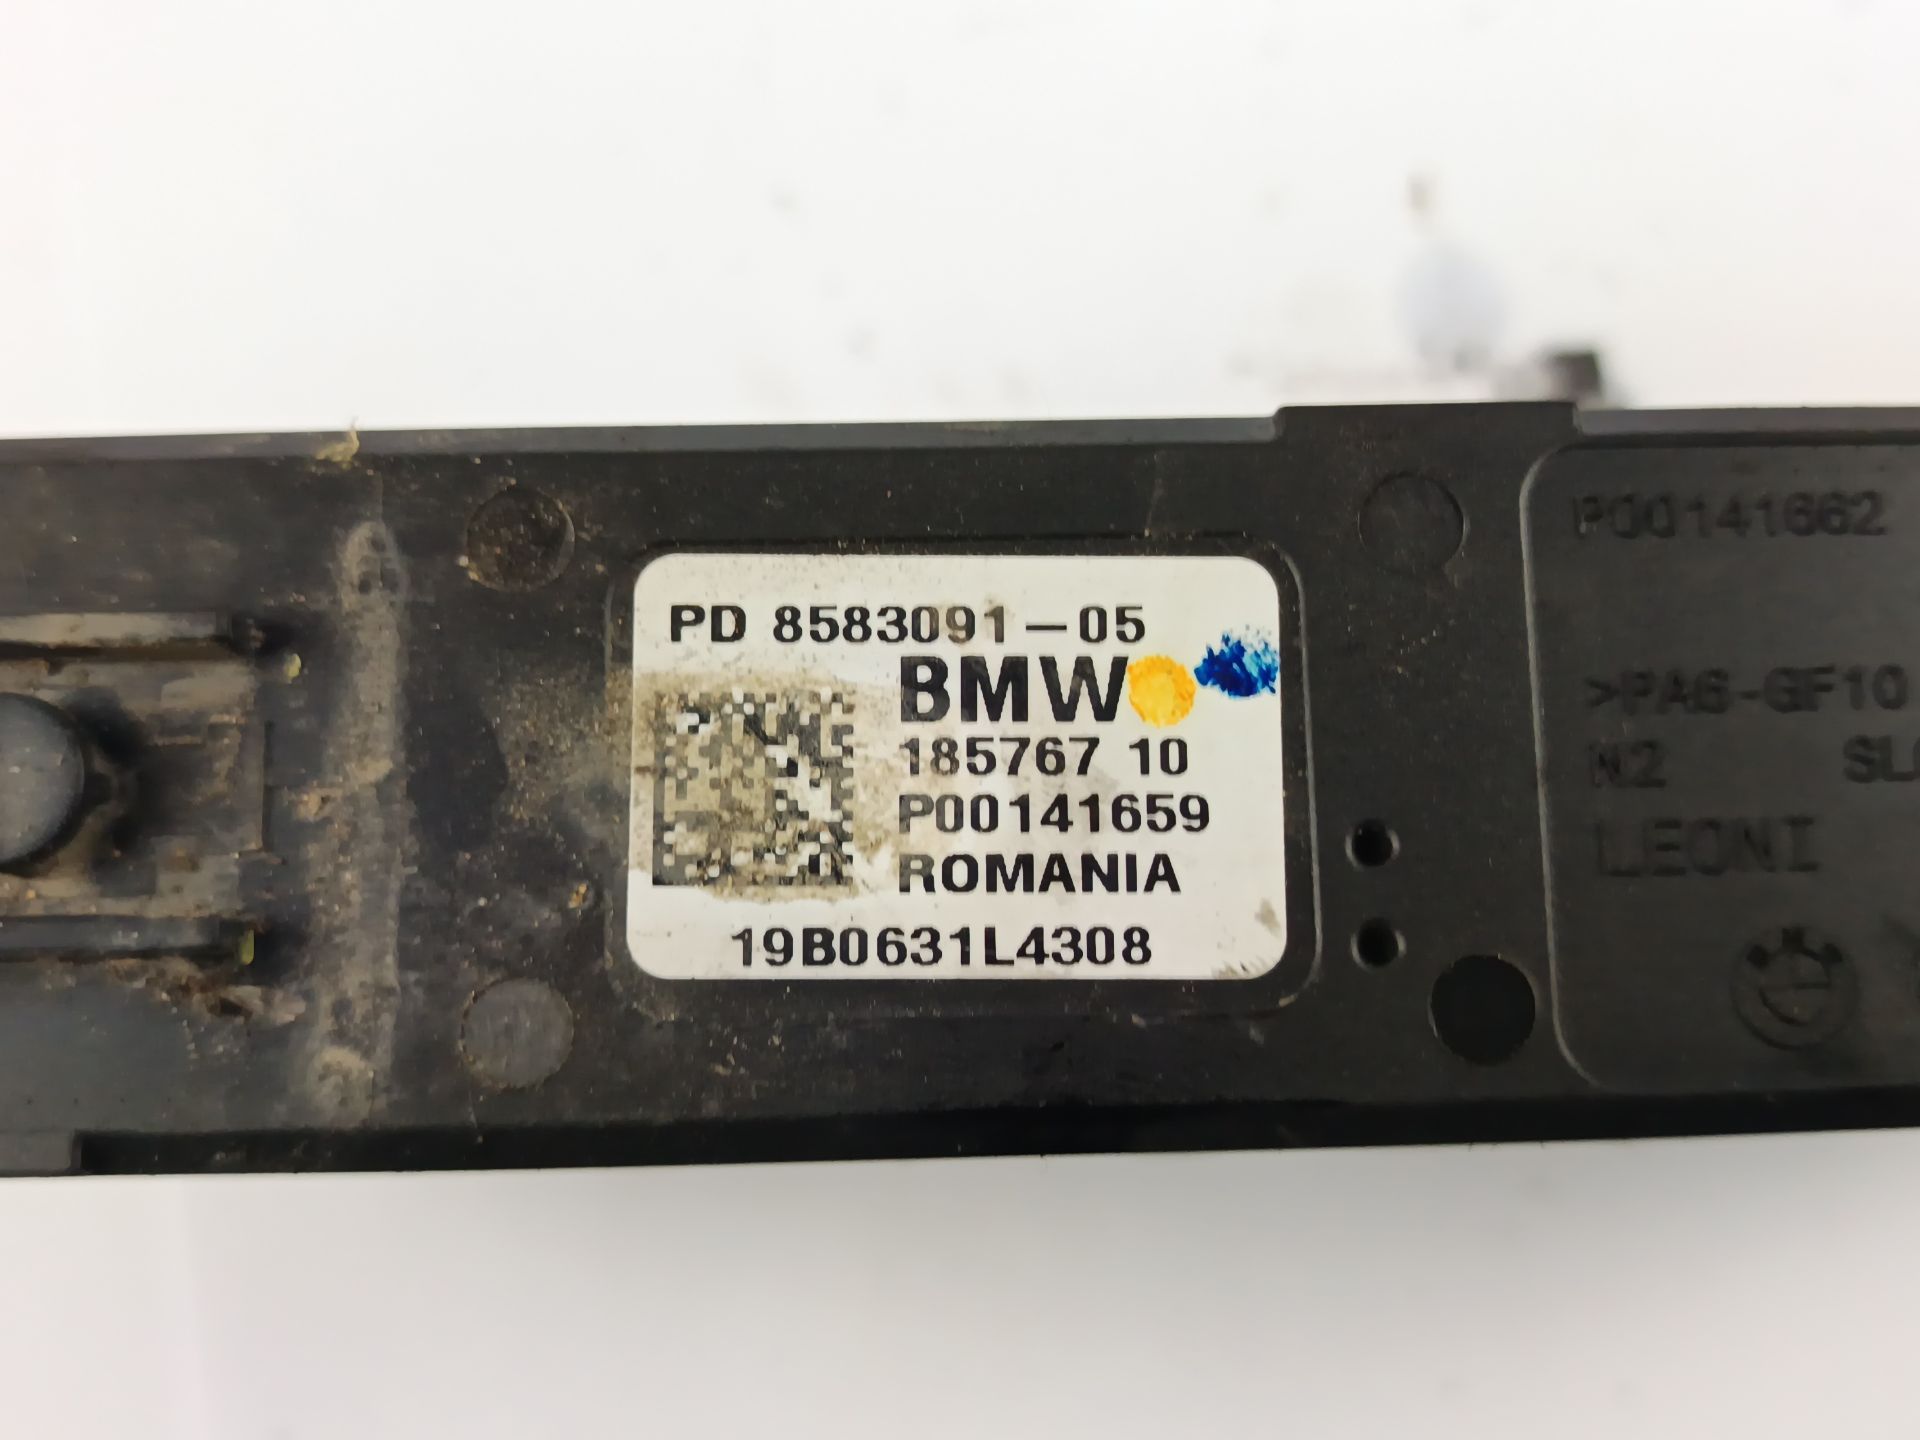 PD 8583091-05
BMW
185767 10
P00141659
ROMANIA
19B0631L4308
P00141662
>PA6-GF10
N2
LEONI